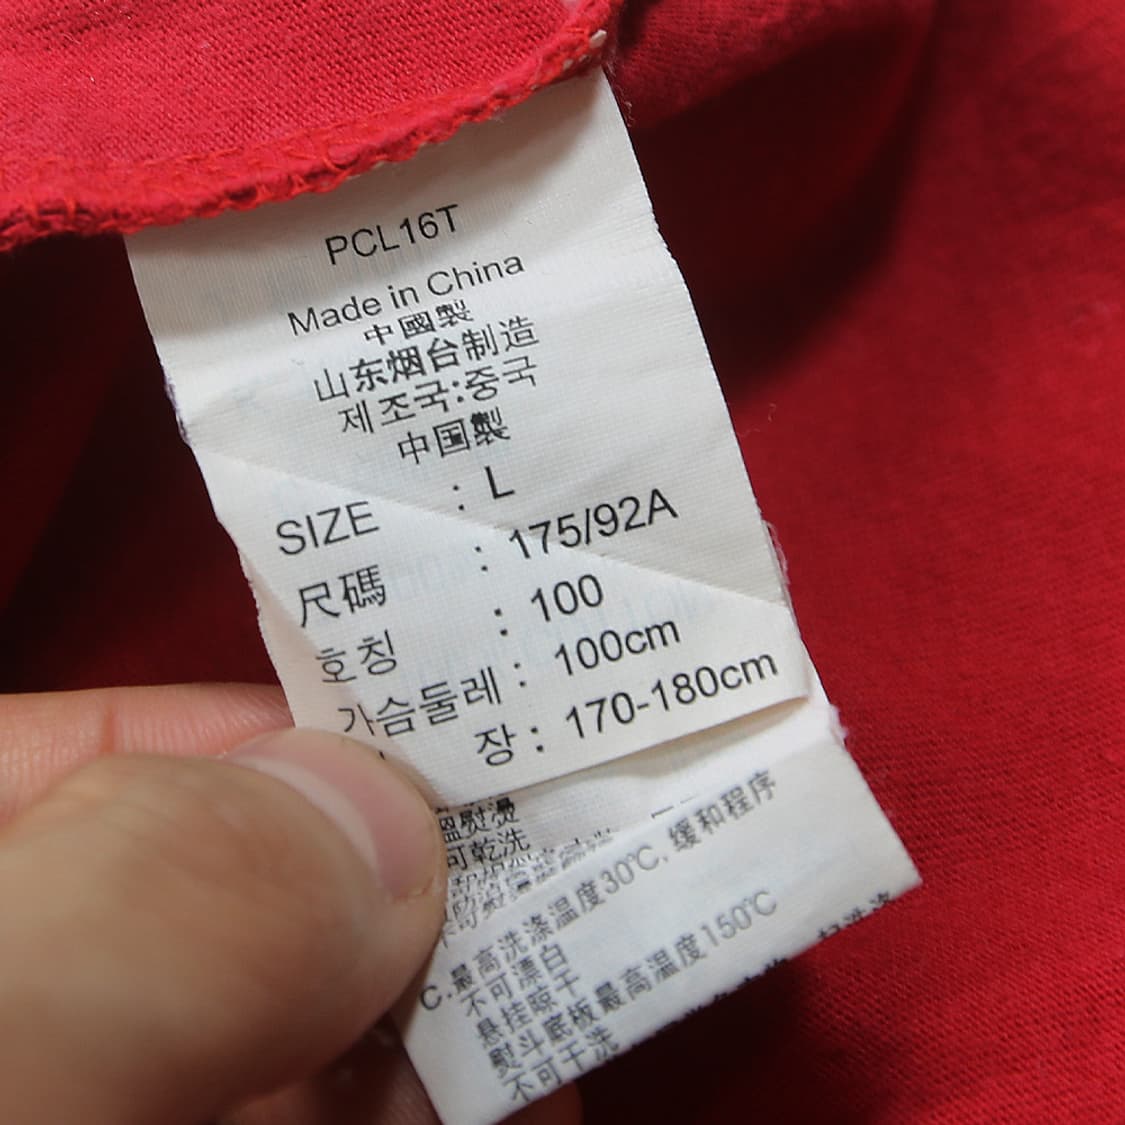 PCL16T
Made in China
中國製
山东烟台制造
제조국:중국
中国製
SIZE : L
尺碼 : 175/92A
호칭 : 100
가슴둘레 : 100cm
장 : 170-180cm
溫熨燙
可乾洗
最高洗涤温度30℃, 缓和程序
不可漂白
悬挂晾干
熨斗底板最高温度150℃
不可干洗